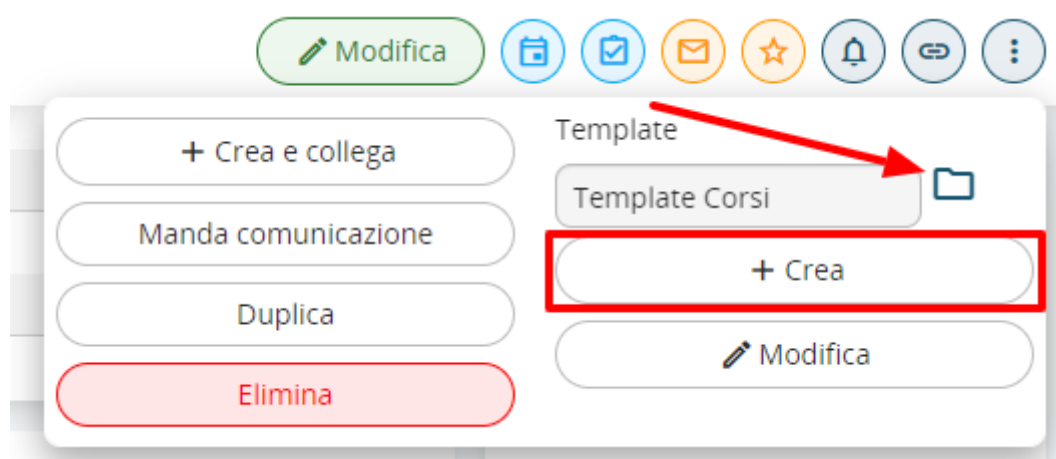 Modifica
+ Crea e collega
Manda comunicazione
Duplica
Elimina
Template
Template Corsi
+ Crea
Modifica